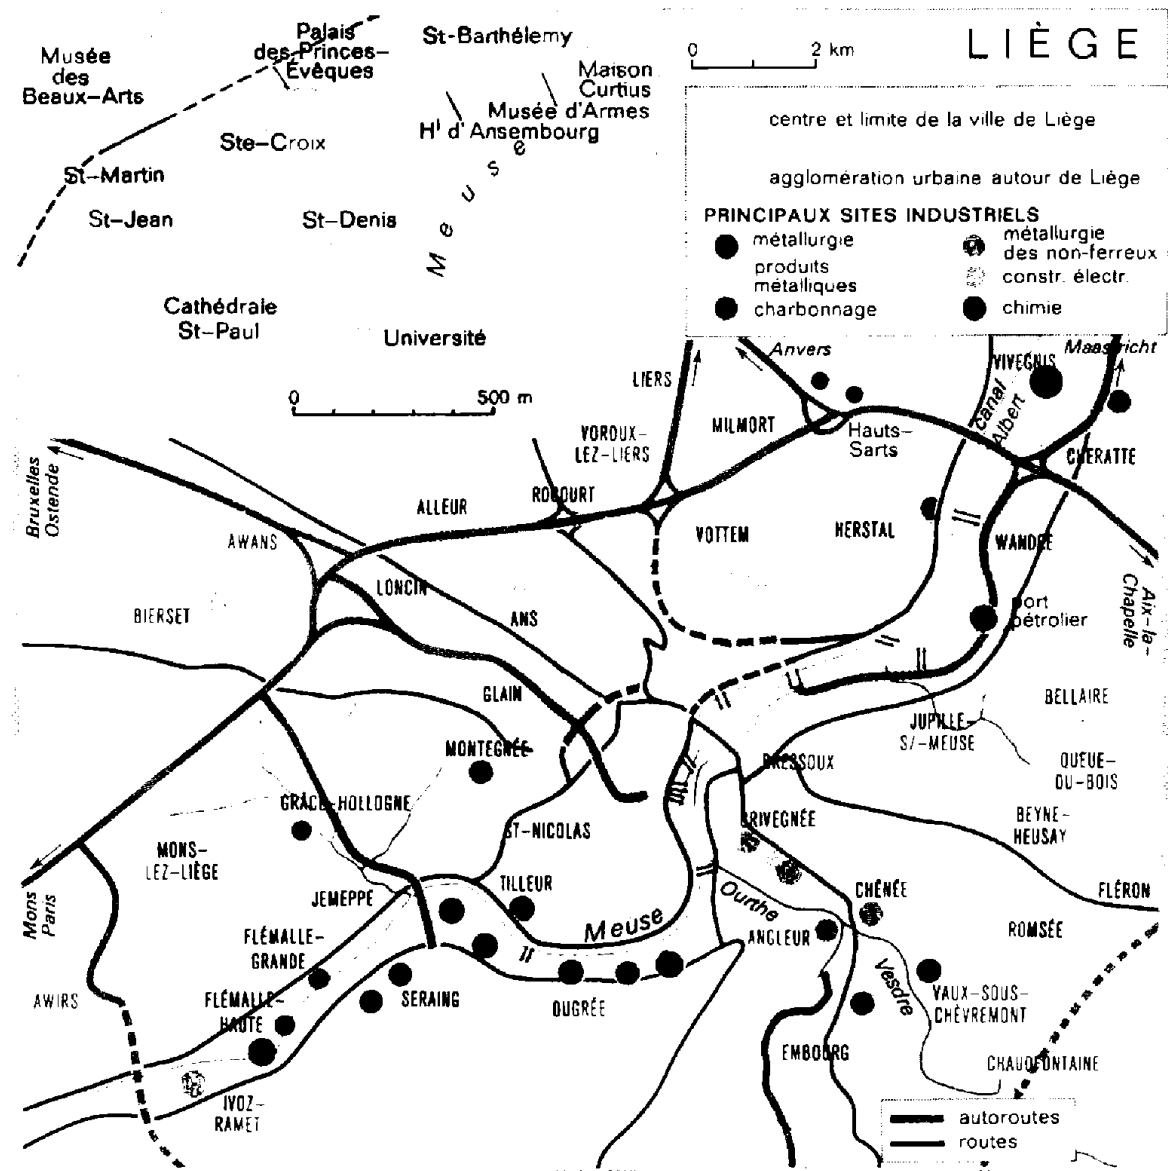 LIÈGE
0 2 km
Palais
des Princes-
Évêques
St-Barthélemy
Musée
des
Beaux-Arts
Maison
Curtius
Musée d'Armes
Hl d'Ansembourg
Ste-Croix
St-Martin
St-Jean
St-Denis
Meuse
Cathédrale
St-Paul
Université
0 500 m
centre et limite de la ville de Liège
agglomération urbaine autour de Liège
PRINCIPAUX SITES INDUSTRIELS
métallurgie
produits
métalliques
charbonnage
métallurgie
des non-ferreux
constr. électr.
chimie
Anvers
Maastricht
VIVEGNIS
LIERS
canal
Albert
MILMORT
Hauts-
Sarts
VOROUX-
LEZ-LIERS
CHERATTE
Bruxelles
Ostende
ROCOURT
ALLEUR
VOTTEM
HERSTAL
WANDRE
AWANS
LONCIN
Aix-la-
Chapelle
BIERSET
ANS
port
pétrolier
GLAIN
BELLAIRE
JUPILLE-
S/-MEUSE
MONTEGNÉE
BRESSOUX
QUEUE-
DU-BOIS
GRÂCE-HOLLOGNE
ST-NICOLAS
GRIVEGNÉE
BEYNE-
HEUSAY
MONS-
LEZ-LIÈGE
JEMEPPE
TILLEUR
CHÊNÉE
FLÉRON
Mons
Paris
Meuse
Ourthe
ANGLEUR
ROMSÉE
FLÉMALLE-
GRANDE
Vesdre
AWIRS
FLÉMALLE-
HAUTE
SERAING
OUGRÉE
VAUX-SOUS-
CHÈVREMONT
EMBOURG
CHAUDFONTAINE
IVOZ-
RAMET
autoroutes
routes